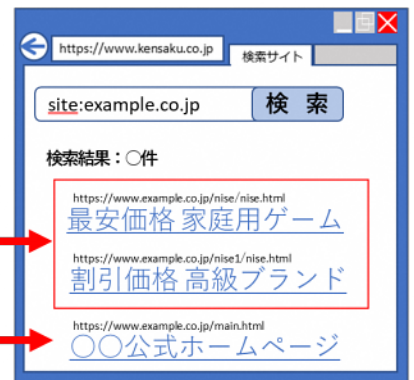 https://www.kensaku.co.jp
検索サイト
site:example.co.jp
検 索
検索結果：○件
https://www.example.co.jp/nise/nise.html
最安価格 家庭用ゲーム
https://www.example.co.jp/nise1/nise.html
割引価格 高級ブランド
https://www.example.co.jp/main.html
○○公式ホームページ